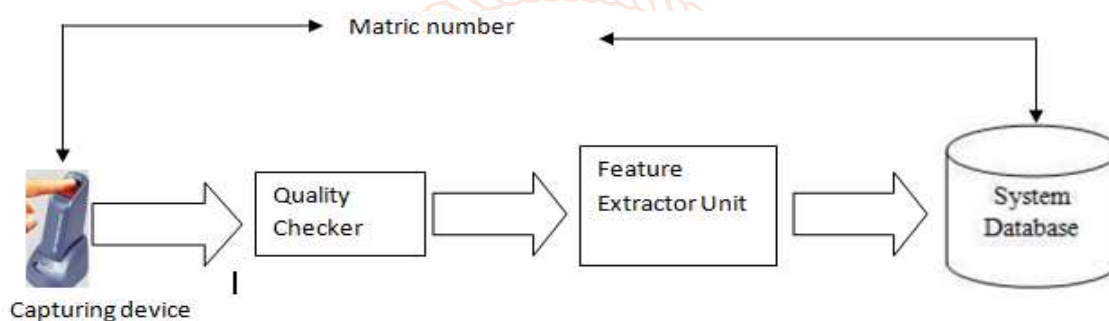 Matric number
Quality
Checker
Feature
Extractor Unit
System
Database
Capturing device